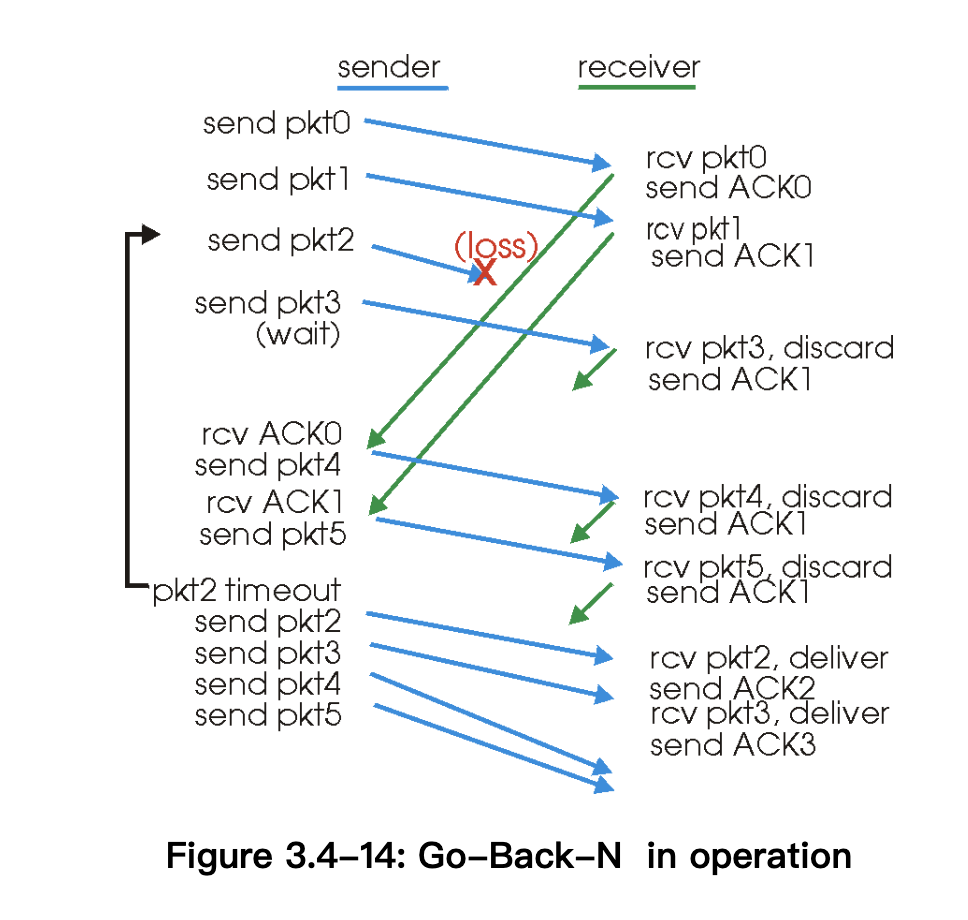 sender
receiver
send pkt0
rcv pkt0
send ACK0
send pkt1
rcv pkt1
send ACK1
send pkt2
(loss)
X
send pkt3
(wait)
rcv pkt3, discard
send ACK1
rcv ACK0
send pkt4
rcv ACK1
send pkt5
rcv pkt4, discard
send ACK1
rcv pkt5, discard
send ACK1
pkt2 timeout
send pkt2
send pkt3
send pkt4
send pkt5
rcv pkt2, deliver
send ACK2
rcv pkt3, deliver
send ACK3
Figure 3.4–14: Go–Back–N in operation